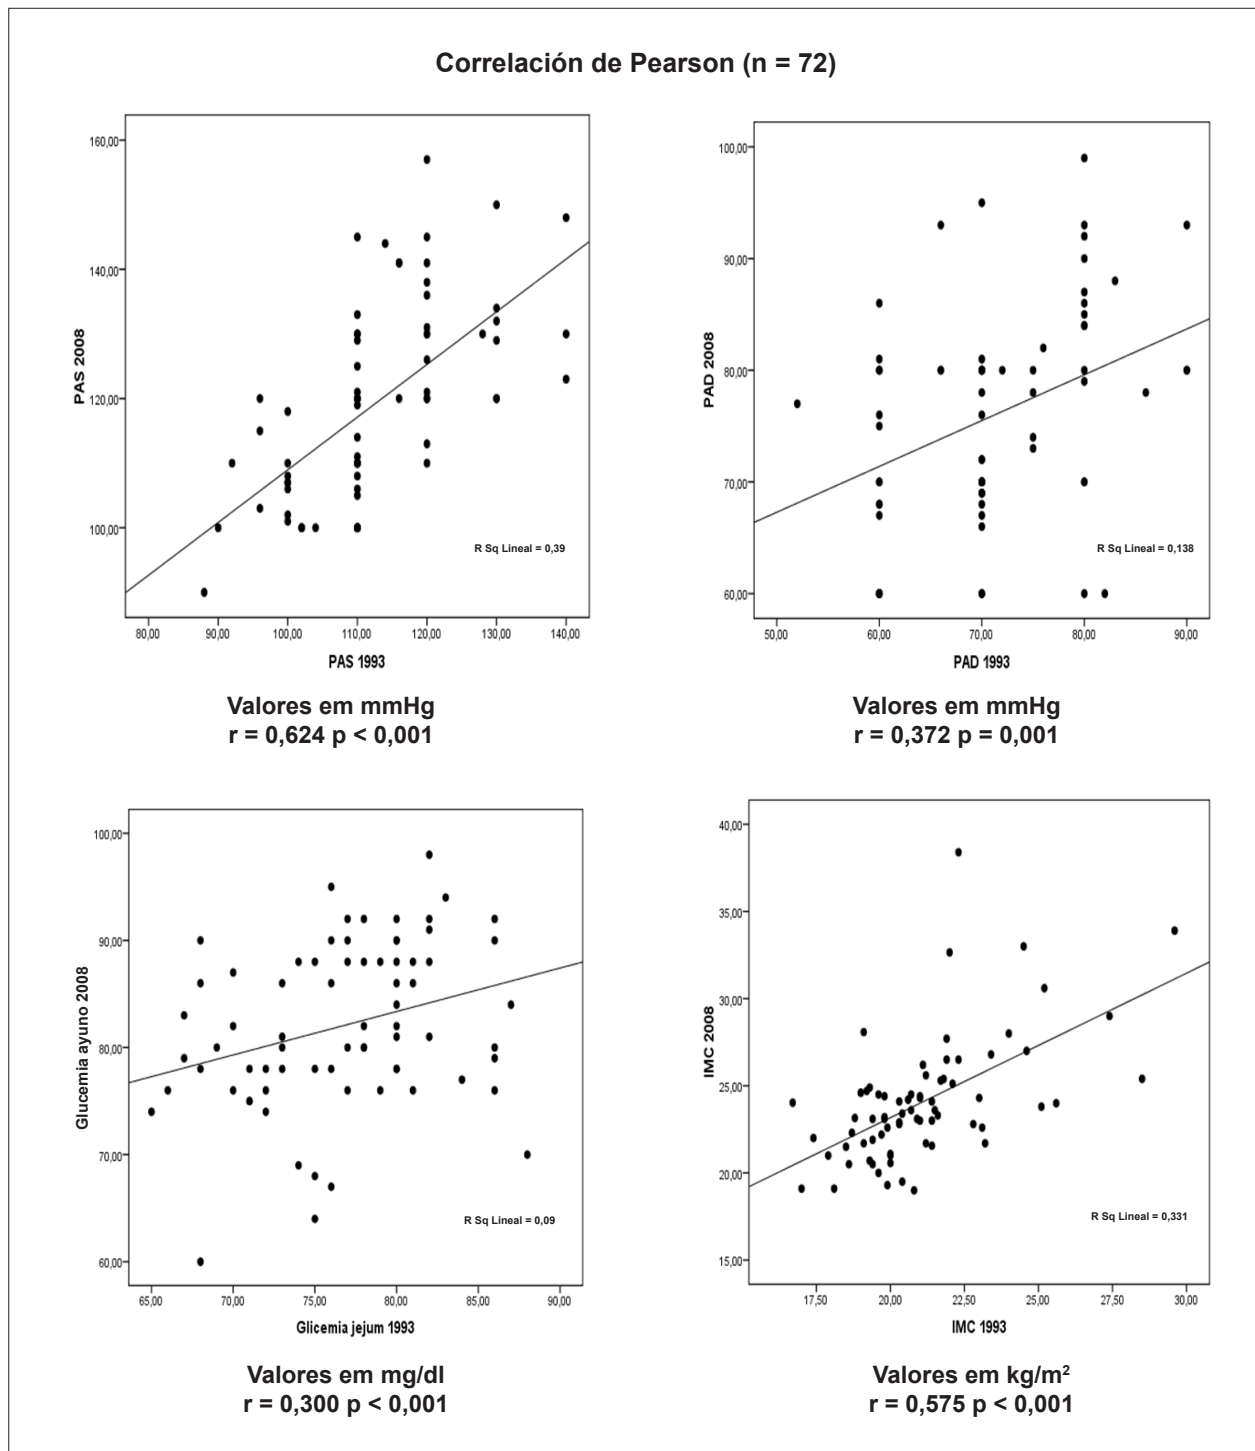 Correlación de Pearson (n = 72)
160,00
140,00
120,00
100,00
PAS 2008
R Sq Lineal = 0,39
80,00 90,00 100,00 110,00 120,00 130,00 140,00
PAS 1993
Valores em mmHg
r = 0,624 p < 0,001
100,00
90,00
80,00
70,00
60,00
PAD 2008
R Sq Lineal = 0,138
50,00 60,00 70,00 80,00 90,00
PAD 1993
Valores em mmHg
r = 0,372 p = 0,001
100,00
90,00
80,00
70,00
60,00
Glucemia ayuno 2008
R Sq Lineal = 0,09
65,00 70,00 75,00 80,00 85,00 90,00
Glicemia jejum 1993
Valores em mg/dl
r = 0,300 p < 0,001
40,00
35,00
30,00
25,00
20,00
15,00
IMC 2008
R Sq Lineal = 0,331
17,50 20,00 22,50 25,00 27,50 30,00
IMC 1993
Valores em kg/m²
r = 0,575 p < 0,001